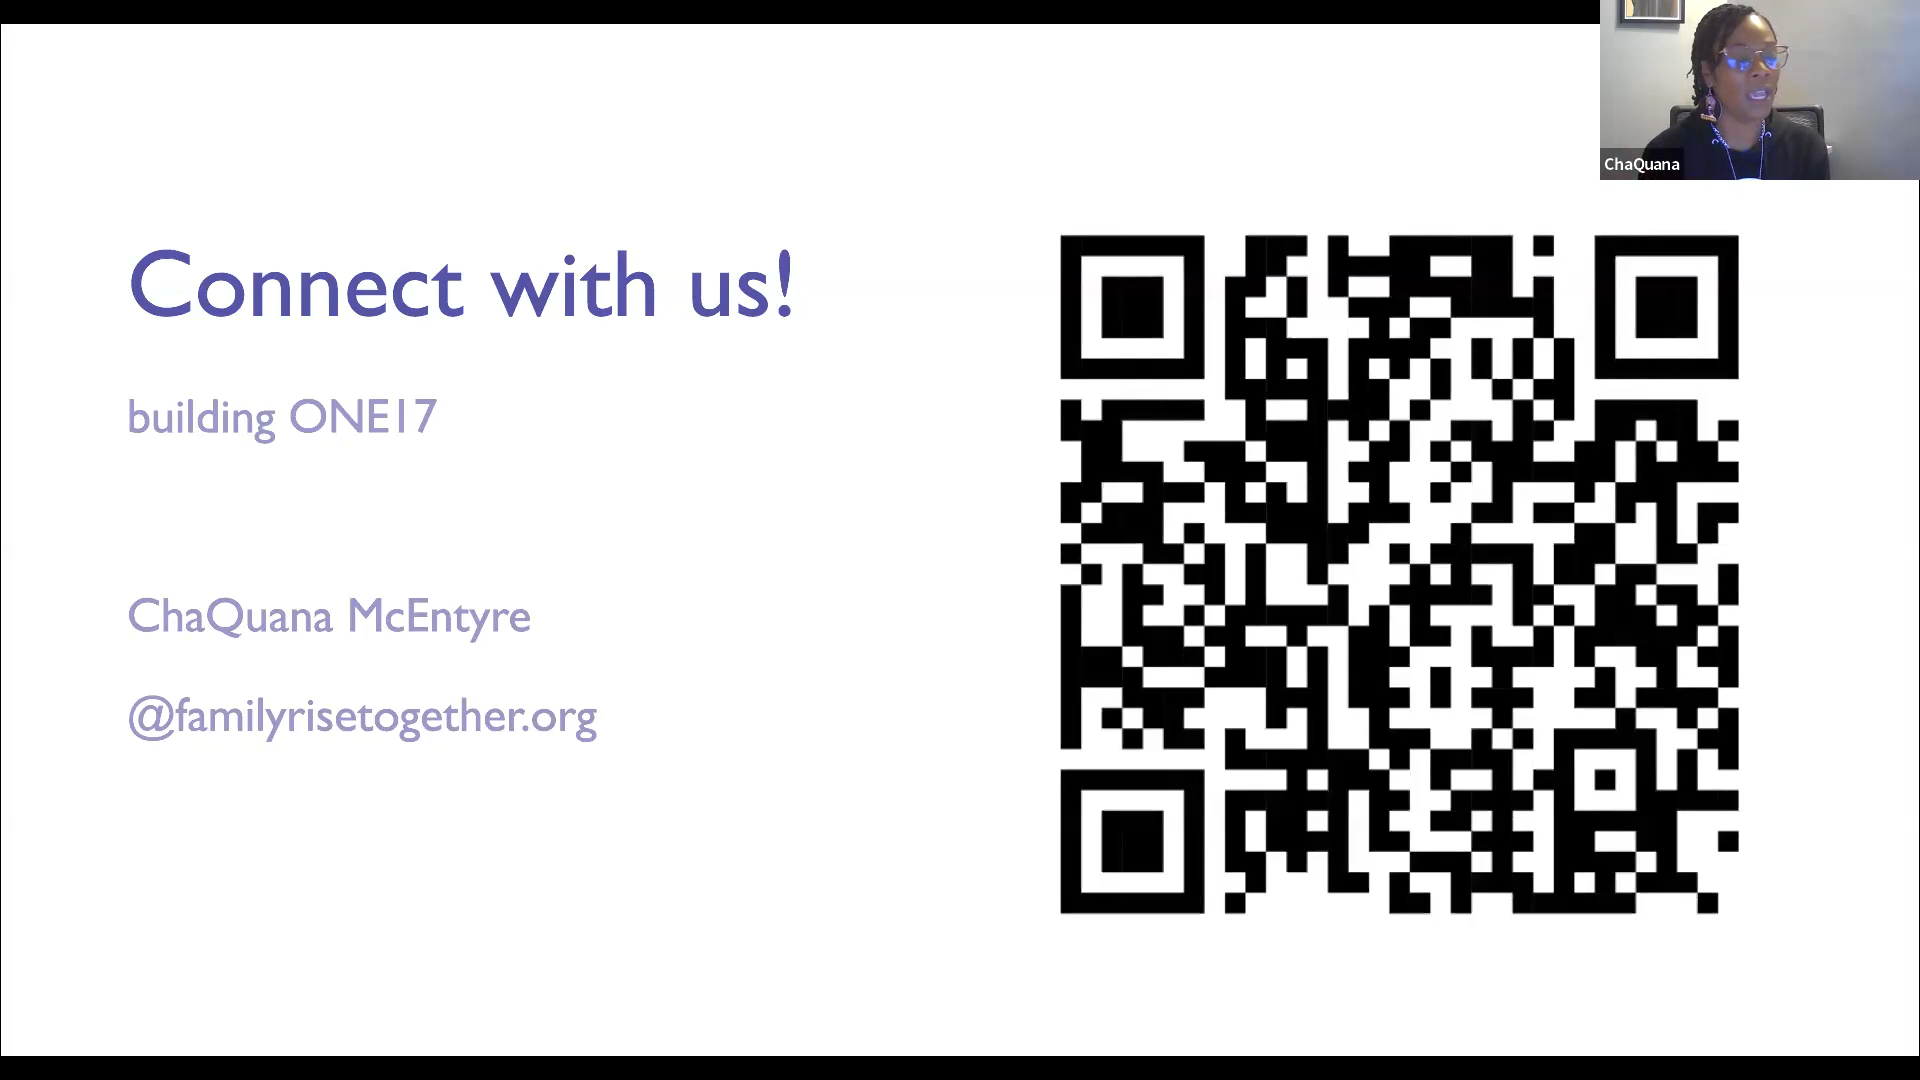 Connect with us!
building ONE17
ChaQuana McEntyre
@familyrisetogether.org
ChaQuana